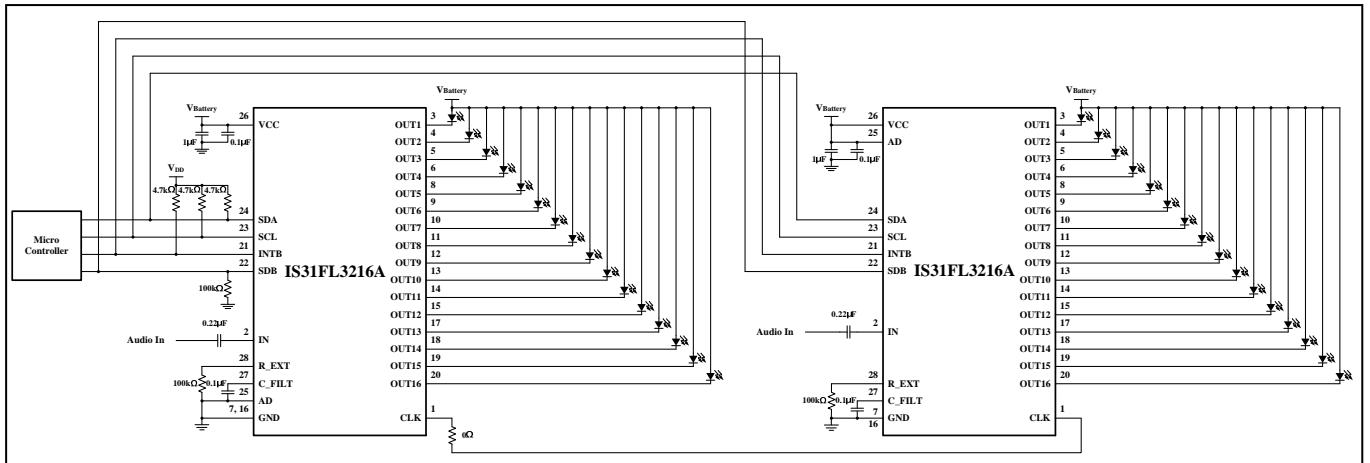 Micro
Controller
VBattery
1μF
0.1μF
VDD
4.7kΩ
4.7kΩ
4.7kΩ
100kΩ
Audio In
0.22μF
100kΩ
0.1μF
26
VCC
24
SDA
23
SCL
21
INTB
22
SDB
2
IN
28
R_EXT
27
C_FILT
25
AD
7, 16
GND
IS31FL3216A
VBattery
3
OUT1
4
OUT2
5
OUT3
6
OUT4
8
OUT5
9
OUT6
10
OUT7
11
OUT8
12
OUT9
13
OUT10
14
OUT11
15
OUT12
17
OUT13
18
OUT14
19
OUT15
20
OUT16
1
CLK
0Ω
VBattery
1μF
0.1μF
Audio In
0.22μF
100kΩ
0.1μF
26
VCC
25
AD
24
SDA
23
SCL
21
INTB
22
SDB
2
IN
28
R_EXT
27
C_FILT
7
GND
16
IS31FL3216A
VBattery
3
OUT1
4
OUT2
5
OUT3
6
OUT4
8
OUT5
9
OUT6
10
OUT7
11
OUT8
12
OUT9
13
OUT10
14
OUT11
15
OUT12
17
OUT13
18
OUT14
19
OUT15
20
OUT16
1
CLK